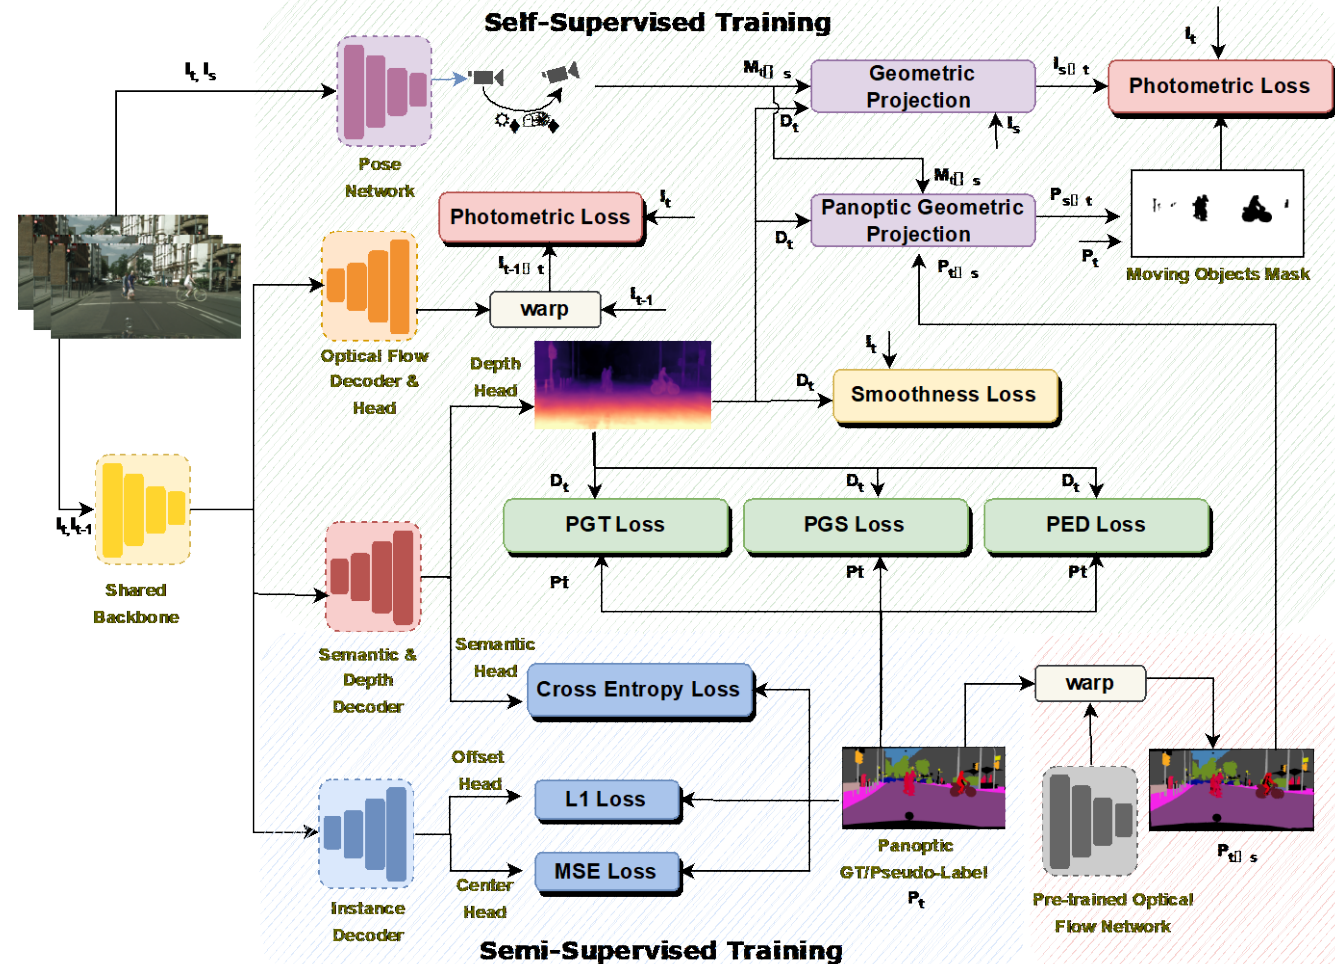 Self-Supervised Training
It, Is
Pose
Network
Mt s
Dt
Geometric
Projection
Is
Is t
It
Photometric Loss
Mt s
Dt
Panoptic Geometric
Projection
Pt s
Ps t
Pt
Moving Objects Mask
Photometric Loss
It
It-1 t
warp
It-1
Optical Flow
Decoder &
Head
Depth
Head
It
Dt
Smoothness Loss
It, It-1
Shared
Backbone
Dt
Dt
Dt
PGT Loss
PGS Loss
PED Loss
Pt
Pt
Pt
Semantic &
Depth
Decoder
Semantic
Head
Cross Entropy Loss
warp
Offset
Head
L1 Loss
MSE Loss
Center
Head
Instance
Decoder
Panoptic
GT/Pseudo-Label
Pt
Pt s
Pre-trained Optical
Flow Network
Semi-Supervised Training